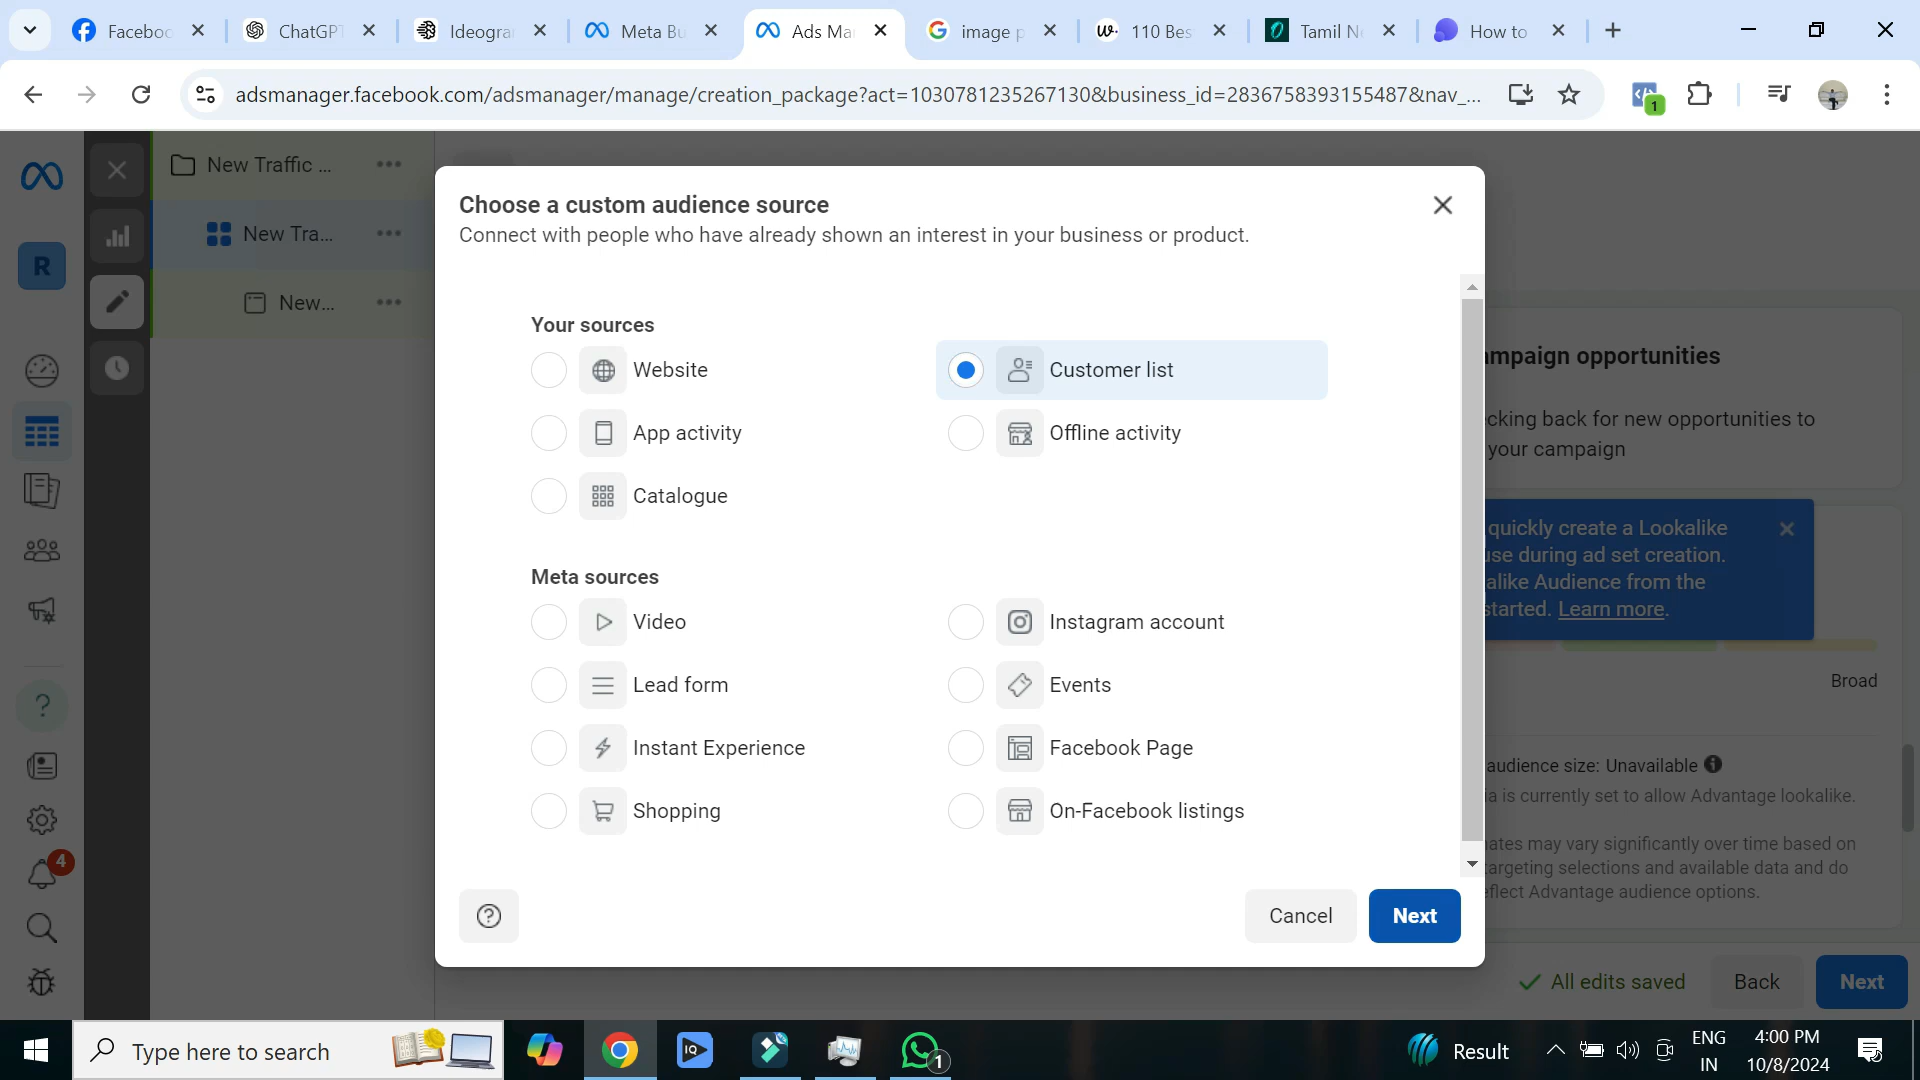 Faceboo
ChatGPT
Ideogra
Meta Bu
Ads Ma
image p
110 Bes
Tamil N
How to
adsmanager.facebook.com/adsmanager/manage/creation_package?act=1030781235267130&business_id=2836758393155487&nav_...
1
New Traffic ...
New Tra...
New...
R
4
Choose a custom audience source
Connect with people who have already shown an interest in your business or product.
Your sources
Website
Customer list
App activity
Offline activity
Catalogue
Meta sources
Video
Instagram account
Lead form
Events
Instant Experience
Facebook Page
Shopping
On-Facebook listings
Cancel
Next
mpaign opportunities
cking back for new opportunities to
your campaign
quickly create a Lookalike
use during ad set creation.
alike Audience from the
started. Learn more.
Broad
audience size: Unavailable
ia is currently set to allow Advantage lookalike.
nates may vary significantly over time based on
targeting selections and available data and do
eflect Advantage audience options.
All edits saved
Back
Next
Type here to search
1
Result
ENG
IN
4:00 PM
10/8/2024